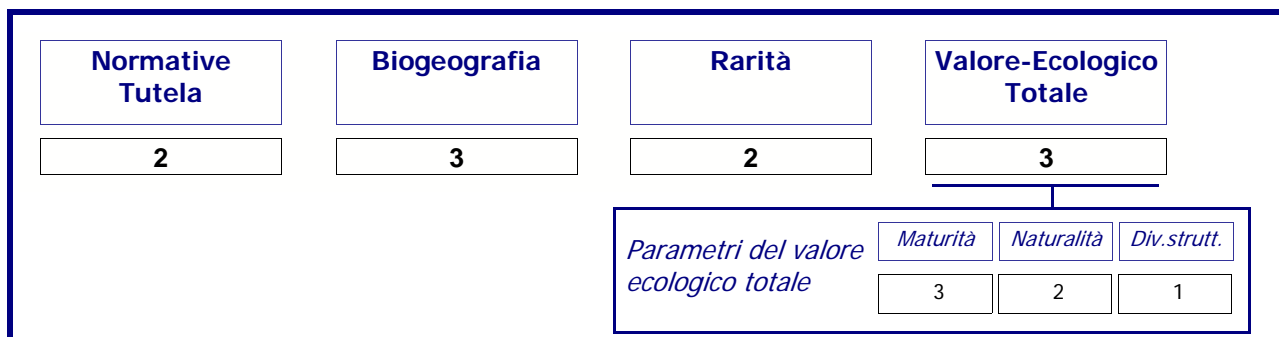 Normative
Tutela
Biogeografia
Rarità
Valore-Ecologico
Totale
2
3
2
3
Parametri del valore
ecologico totale
Maturità
Naturalità
Div.strutt.
3
2
1